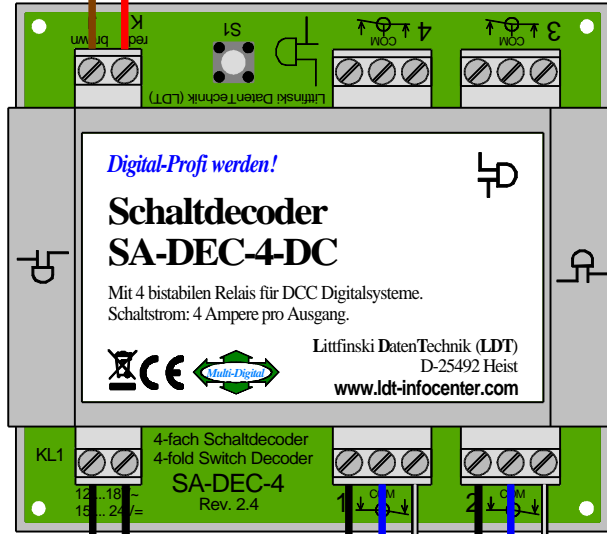 K
brown red
S1
COM 4
COM 3
Littfinski DatenTechnik (LDT)
Digital-Profi werden!
Schaltdecoder
SA-DEC-4-DC
Mit 4 bistabilen Relais für DCC Digitalsysteme.
Schaltstrom: 4 Ampere pro Ausgang.
Littfinski DatenTechnik (LDT)
D-25492 Heist
www.ldt-infocenter.com
CE
Multi-Digital
KL1
4-fach Schaltdecoder
4-fold Switch Decoder
SA-DEC-4
Rev. 2.4
1 COM
2 COM